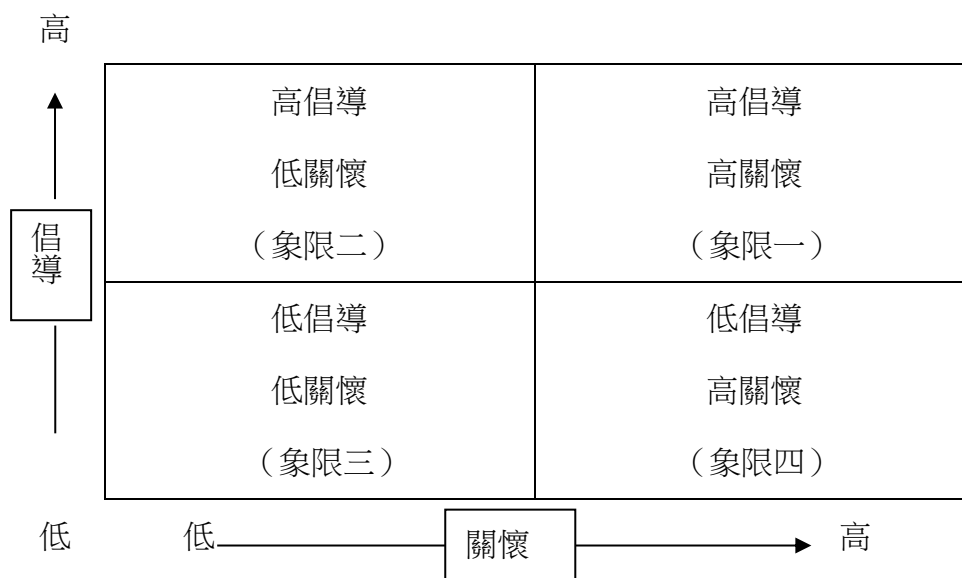 高
高倡導
高倡導
低關懷
高關懷
（象限二）
（象限一）
倡
導
低倡導
低倡導
低關懷
高關懷
（象限三）
（象限四）
低
低
關懷
高